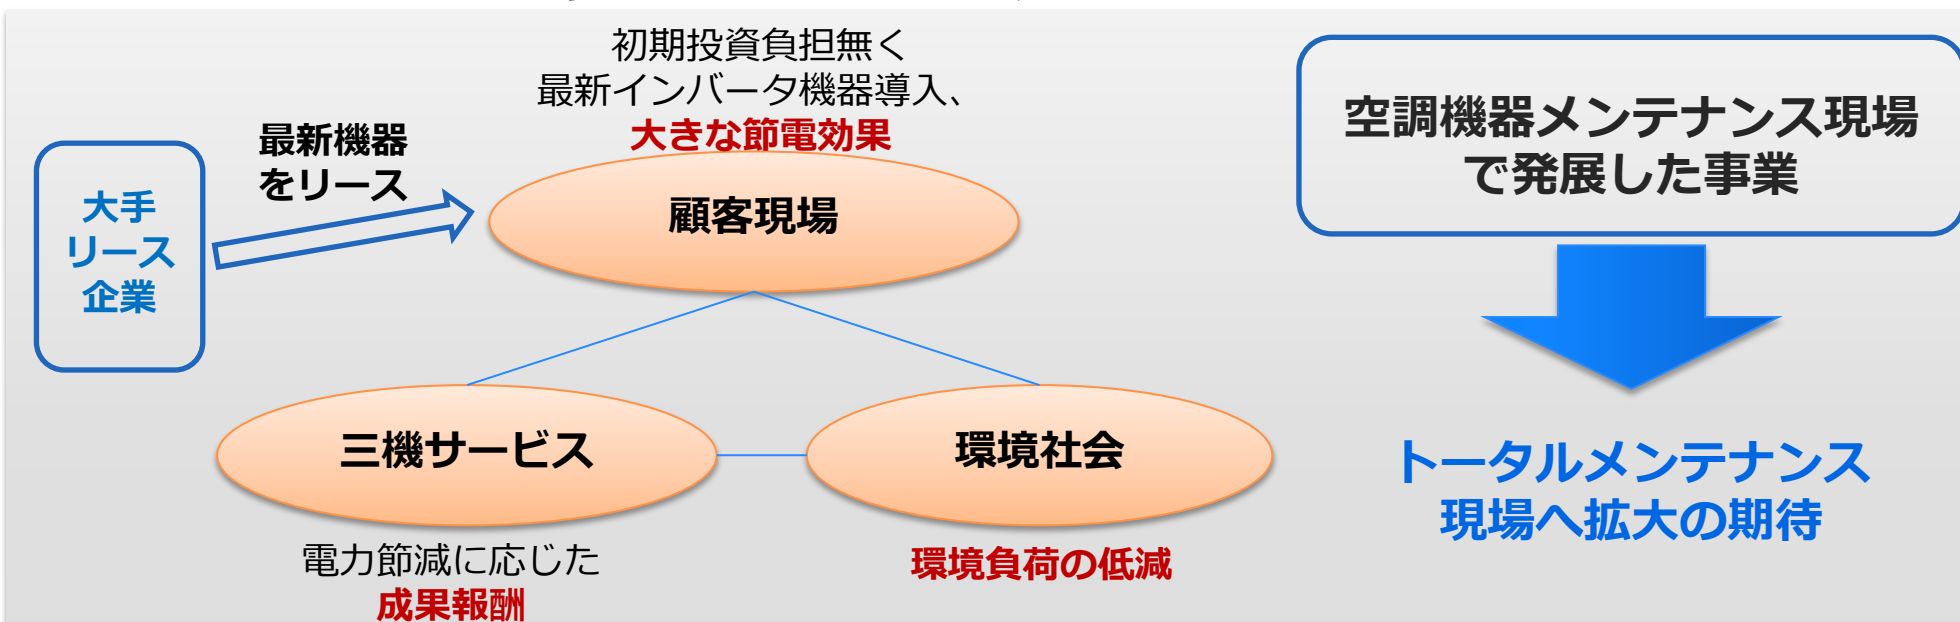 初期投資負担無く
最新インバータ機器導入、
大きな節電効果
最新機器
をリース
大手
リース
企業
顧客現場
三機サービス
環境社会
電力節減に応じた
成果報酬
環境負荷の低減
空調機器メンテナンス現場
で発展した事業
トータルメンテナンス
現場へ拡大の期待